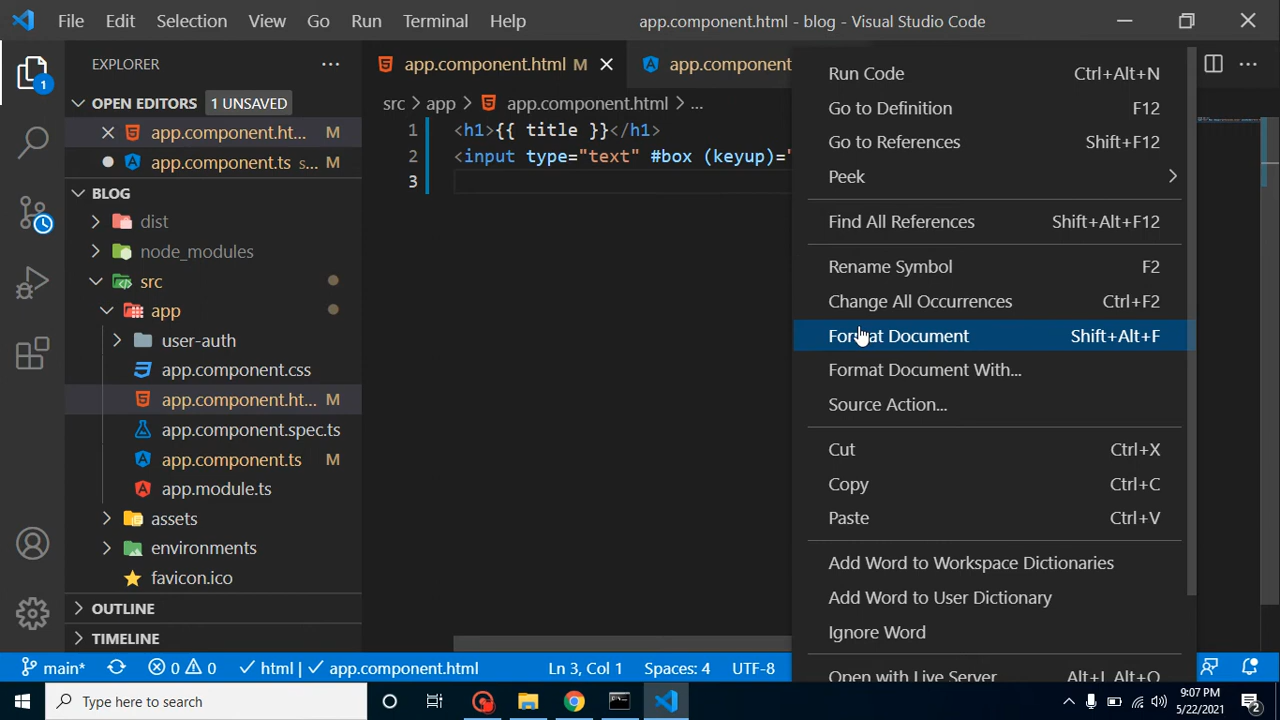 File Edit Selection View Go Run Terminal Help app.component.html - blog - Visual Studio Code
EXPLORER
app.component.html M
app.component
OPEN EDITORS 1 UNSAVED
app.component.ht... M
app.component.ts s... M
BLOG
dist
node_modules
src
app
user-auth
app.component.css
app.component.ht... M
app.component.spec.ts
app.component.ts M
app.module.ts
assets
environments
favicon.ico
OUTLINE
TIMELINE
1
src > app > app.component.html > ...
1 <h1>{{ title }}</h1>
2 <input type="text" #box (keyup)="
3
Run Code Ctrl+Alt+N
Go to Definition F12
Go to References Shift+F12
Peek
Find All References Shift+Alt+F12
Rename Symbol F2
Change All Occurrences Ctrl+F2
Format Document Shift+Alt+F
Format Document With...
Source Action...
Cut Ctrl+X
Copy Ctrl+C
Paste Ctrl+V
Add Word to Workspace Dictionaries
Add Word to User Dictionary
Ignore Word
Open with Live Server Alt+L Alt+O
main* 0 0 html | app.component.html Ln 3, Col 1 Spaces: 4 UTF-8
Type here to search
9:07 PM
5/22/2021
2